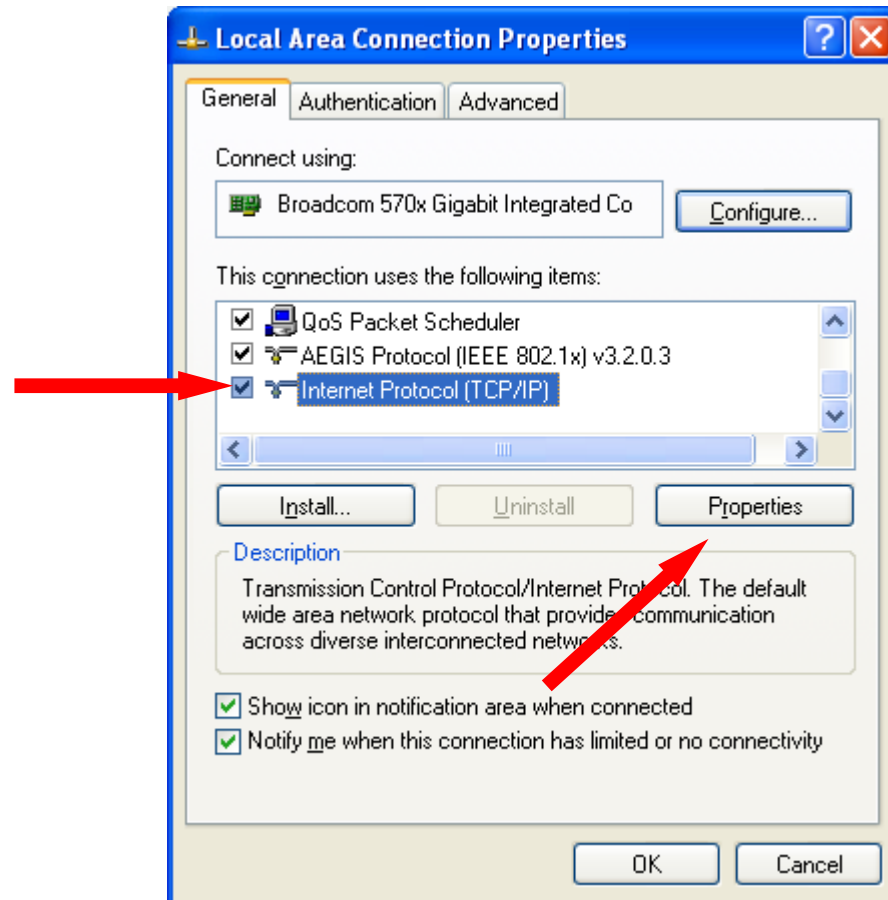 Local Area Connection Properties
General Authentication Advanced
Connect using:
Broadcom 570x Gigabit Integrated Co
Configure...
This connection uses the following items:
QoS Packet Scheduler
AEGIS Protocol (IEEE 802.1x) v3.2.0.3
Internet Protocol (TCP/IP)
Install... Uninstall Properties
Description
Transmission Control Protocol/Internet Protocol. The default
wide area network protocol that provides communication
across diverse interconnected networks.
Show icon in notification area when connected
Notify me when this connection has limited or no connectivity
OK Cancel